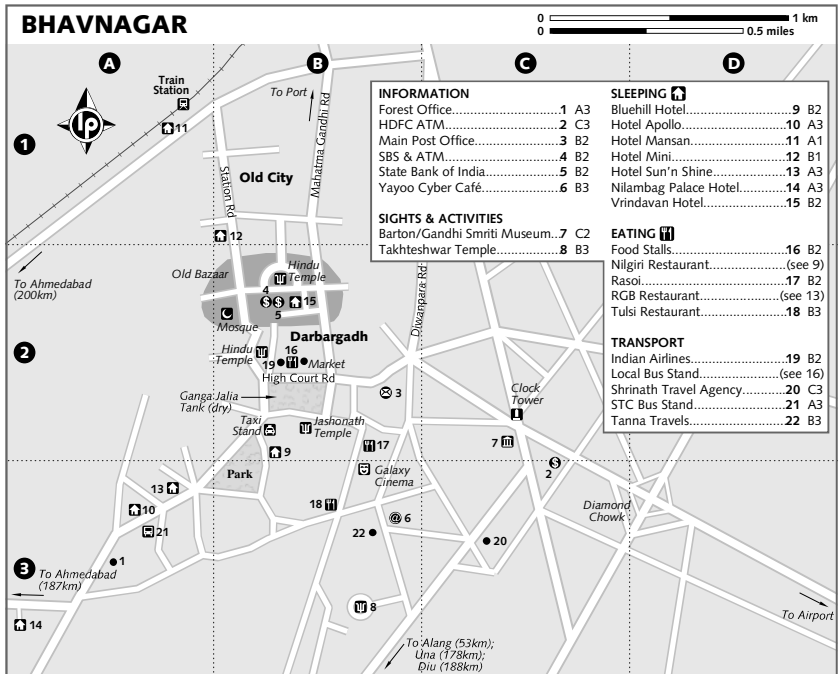 BHAVNAGAR
0 1 km
0 0.5 miles
A
B
C
D
1
2
3
lp
Train
Station
11
To Port
Mahatma Gandhi Rd
Station Rd
Old City
12
To Ahmedabad
(200km)
Old Bazaar
Hindu
Temple
4
5
15
Mosque
Darbargadh
Diwanpara Rd
Hindu
Temple
16
19
Market
High Court Rd
Ganga Jalia
Tank (dry)
3
Clock
Tower
Taxi
Stand
Jashonath
Temple
7
17
9
2
Park
Galaxy
Cinema
13
10
18
6
21
Diamond
Chowk
22
20
1
To Ahmedabad
(187km)
8
14
To Airport
To Alang (53km);
Una (178km);
Diu (188km)
INFORMATION
Forest Office..................1 A3
HDFC ATM..................2 C3
Main Post Office..................3 B2
SBS & ATM..................4 B2
State Bank of India..................5 B2
Yayoo Cyber Café..................6 B3
SIGHTS & ACTIVITIES
Barton/Gandhi Smriti Museum...7 C2
Takhteshwar Temple..................8 B3
SLEEPING
Bluehill Hotel..................9 B2
Hotel Apollo..................10 A3
Hotel Mansan..................11 A1
Hotel Mini..................12 B1
Hotel Sun'n Shine..................13 A3
Nilambag Palace Hotel..................14 A3
Vrindavan Hotel..................15 B2
EATING
Food Stalls..................16 B2
Nilgiri Restaurant..................(see 9)
Rasoi..................17 B2
RGB Restaurant..................(see 13)
Tulsi Restaurant..................18 B3
TRANSPORT
Indian Airlines..................19 B2
Local Bus Stand..................(see 16)
Shrinath Travel Agency..................20 C3
STC Bus Stand..................21 A3
Tanna Travels..................22 B3